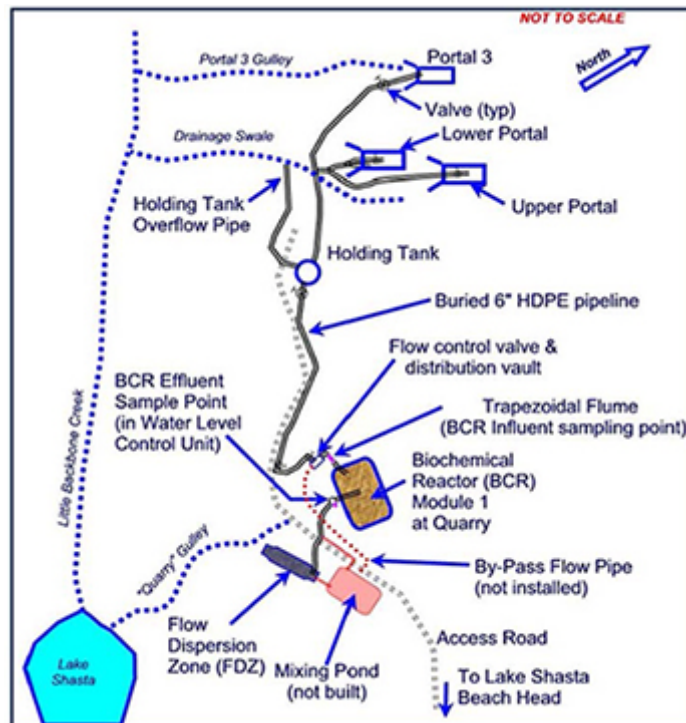 NOT TO SCALE
Portal 3 Gulley
Portal 3
North
Valve (typ)
Drainage Swale
Lower Portal
Holding Tank
Overflow Pipe
Upper Portal
Holding Tank
Buried 6" HDPE pipeline
Flow control valve &
distribution vault
BCR Effluent
Sample Point
(in Water Level
Control Unit)
Trapezoidal Flume
(BCR Influent sampling point)
Biochemical
Reactor (BCR)
Module 1
at Quarry
Little Backbone Creek
"Quarry" Gulley
By-Pass Flow Pipe
(not installed)
Flow
Dispersion
Zone (FDZ)
Mixing Pond
(not built)
Access Road
Lake
Shasta
To Lake Shasta
Beach Head